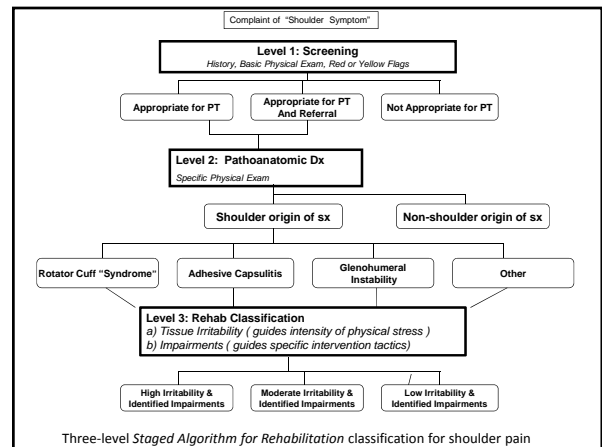 Complaint of "Shoulder Symptom"
Level 1: Screening
History, Basic Physical Exam, Red or Yellow Flags
Appropriate for PT
Appropriate for PT
And Referral
Not Appropriate for PT
Level 2: Pathoanatomic Dx
Specific Physical Exam
Shoulder origin of sx
Non-shoulder origin of sx
Rotator Cuff "Syndrome"
Adhesive Capsulitis
Glenohumeral
Instability
Other
Level 3: Rehab Classification
a) Tissue Irritability ( guides intensity of physical stress )
b) Impairments ( guides specific intervention tactics)
High Irritability &
Identified Impairments
Moderate Irritability &
Identified Impairments
Low Irritability &
Identified Impairments
Three-level Staged Algorithm for Rehabilitation classification for shoulder pain